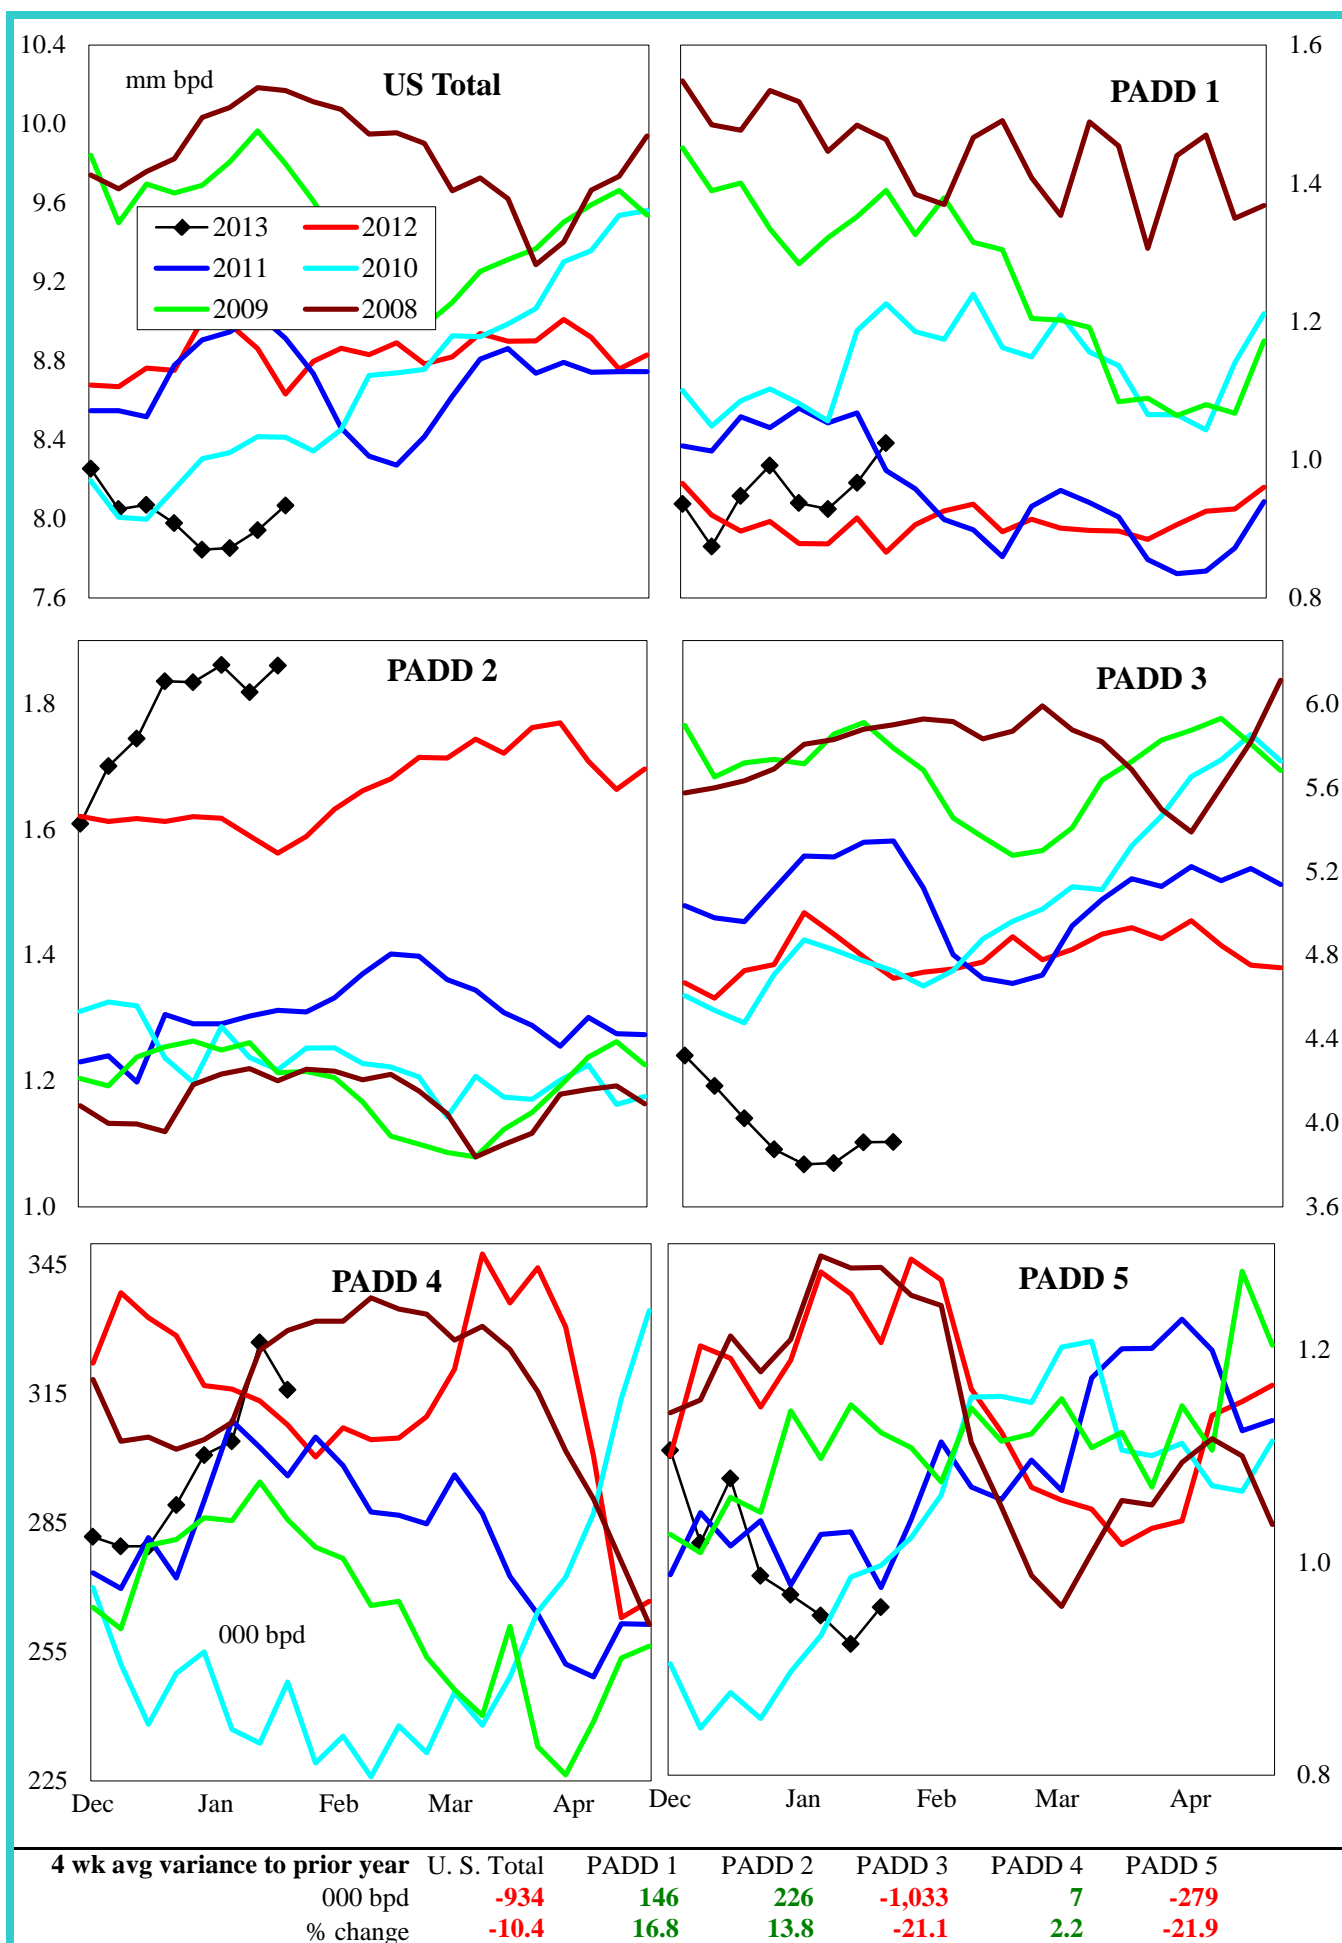 10.4
10.0
9.6
9.2
8.8
8.4
8.0
7.6
mm bpd
US Total
2013 2012
2011 2010
2009 2008
PADD 1
1.6
1.4
1.2
1.0
0.8
1.8
1.6
1.4
1.2
1.0
PADD 2
PADD 3
6.0
5.6
5.2
4.8
4.4
4.0
3.6
345
315
285
255
225
PADD 4
000 bpd
Dec Jan Feb Mar Apr
PADD 5
1.2
1.0
0.8
Dec Jan Feb Mar Apr
4 wk avg variance to prior year U. S. Total PADD 1 PADD 2 PADD 3 PADD 4 PADD 5
000 bpd -934 146 226 -1,033 7 -279
% change -10.4 16.8 13.8 -21.1 2.2 -21.9